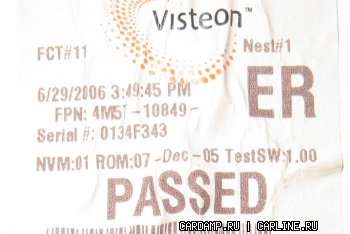 Visteon™
FCT#11 Nest#1
6/29/2006 3:49:45 PM ER
FPN: 4M5T-10849-
Serial #: 0134F343
NVM:01 ROM:07-Dec-05 TestSW:1.00
PASSED
CARDAMP.RU | CARLINE.RU